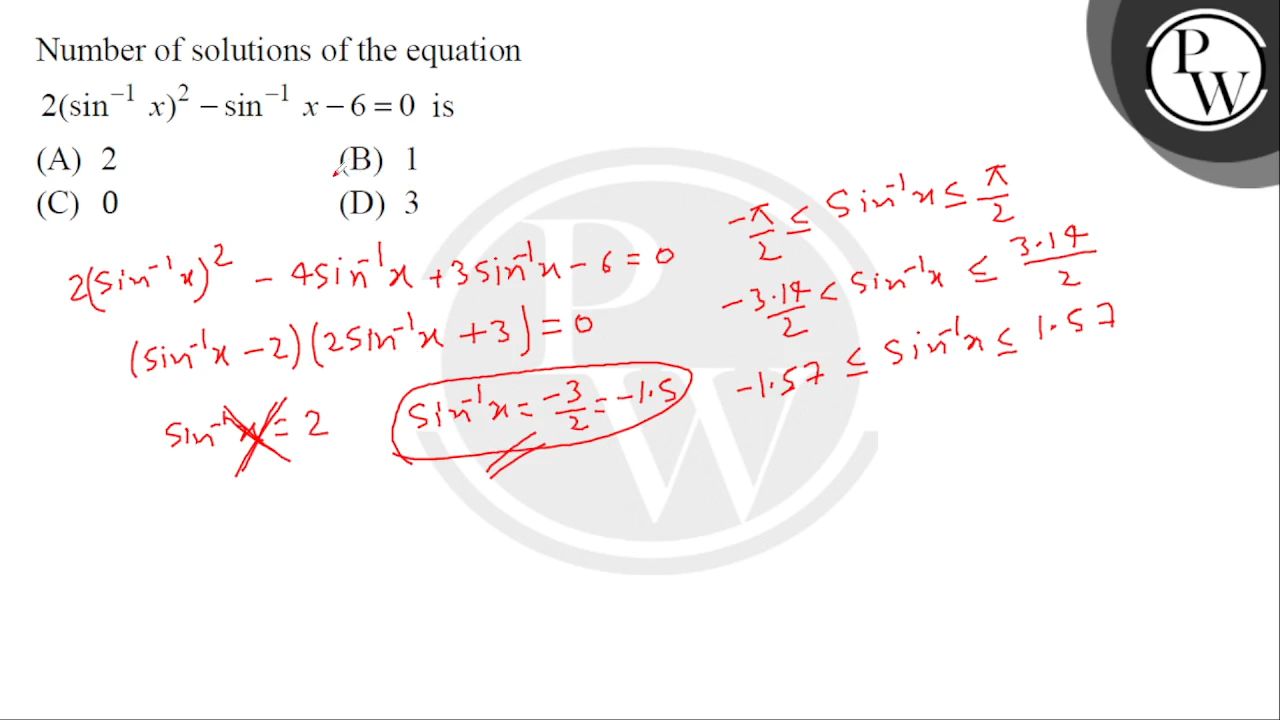 Number of solutions of the equation
2(sin⁻¹ x)² − sin⁻¹ x − 6 = 0 is
(A) 2 (B) 1
(C) 0 (D) 3
2(sin⁻¹x)² − 4sin⁻¹x + 3sin⁻¹x − 6 = 0
(sin⁻¹x − 2)(2sin⁻¹x + 3) = 0
sin⁻¹x = 2 sin⁻¹x = −3/2 = −1.5
−π/2 ≤ sin⁻¹x ≤ π/2
−3.14/2 < sin⁻¹x ≤ 3.14/2
−1.57 ≤ sin⁻¹x ≤ 1.57
P
W
P
W